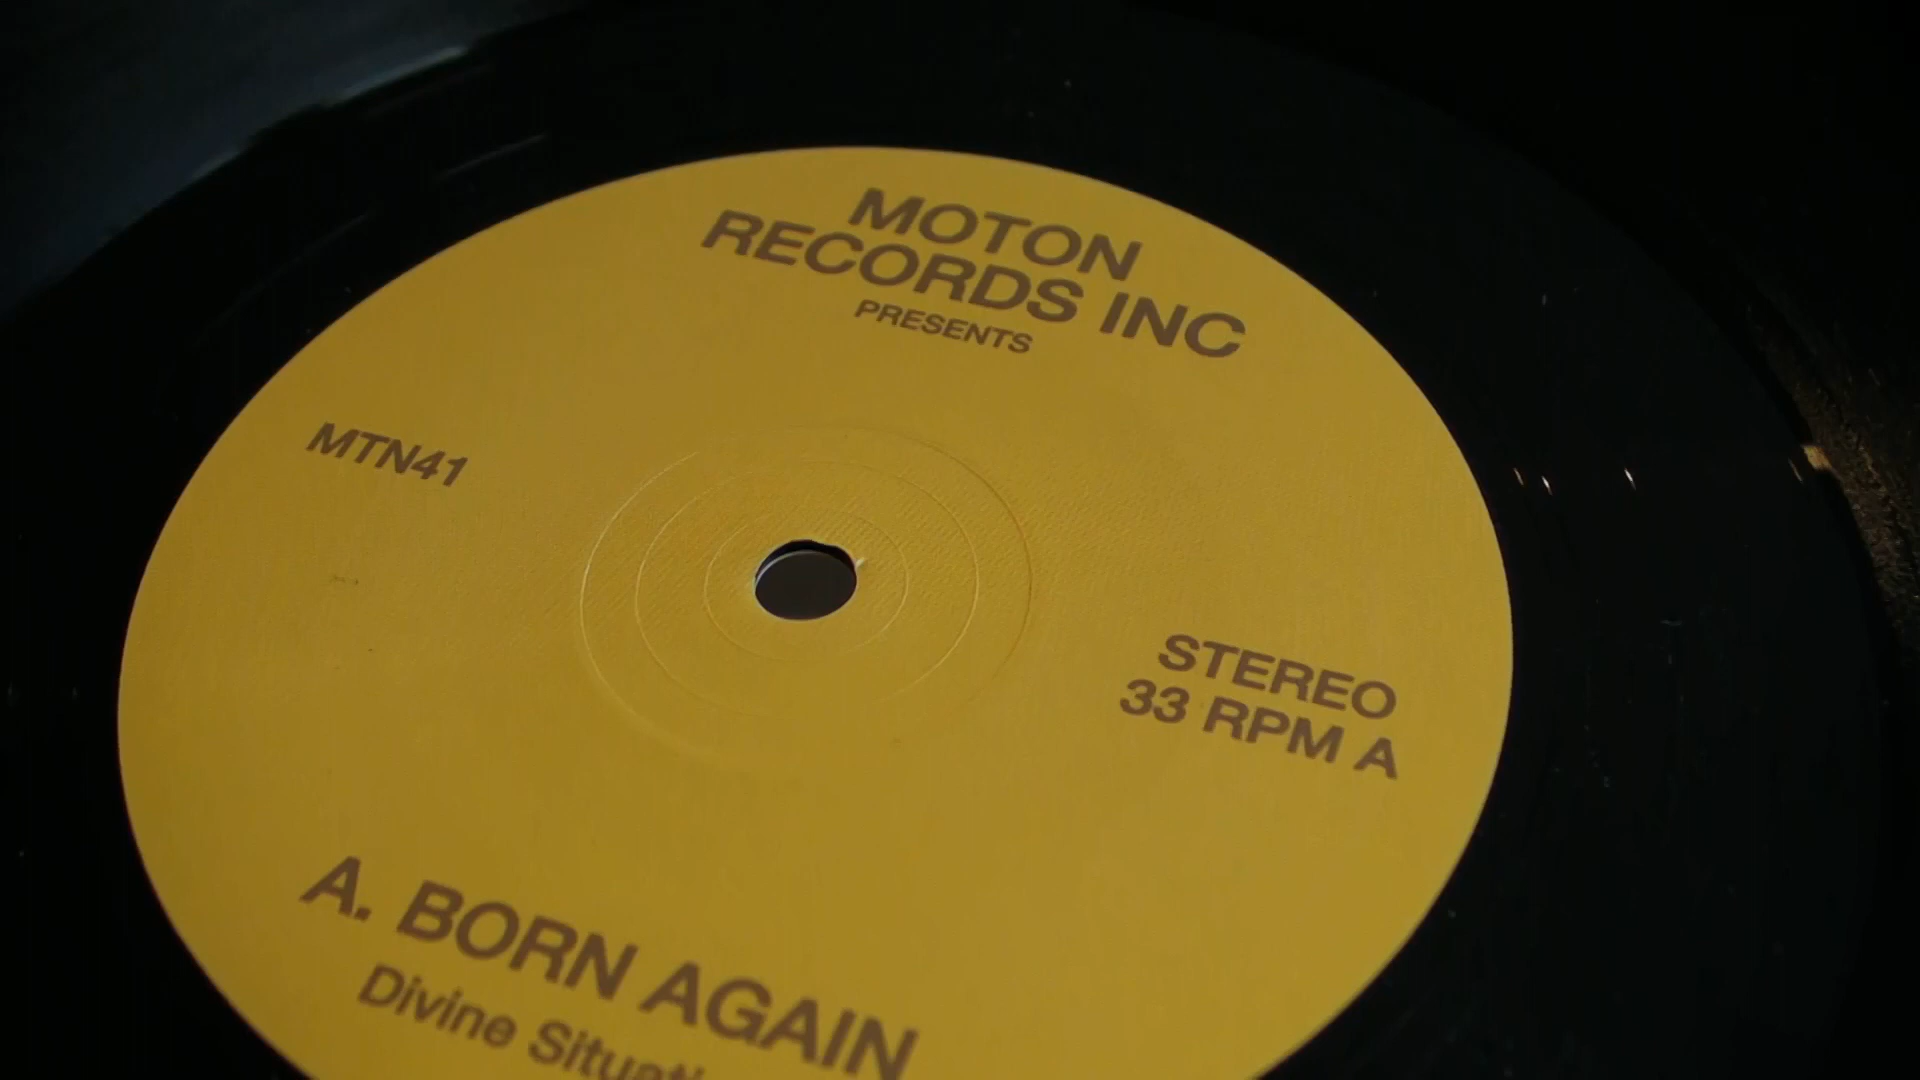 MOTON
RECORDS INC
PRESENTS
MTN41
STEREO
33 RPM A
A. BORN AGAIN
Divine